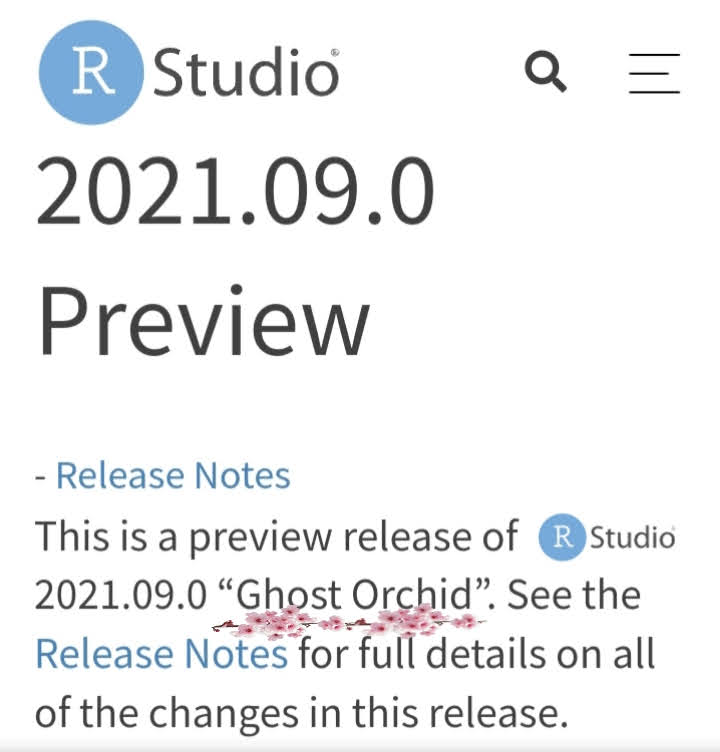 R Studio®
2021.09.0
Preview
- Release Notes
This is a preview release of R Studio
2021.09.0 “Ghost Orchid”. See the
Release Notes for full details on all
of the changes in this release.